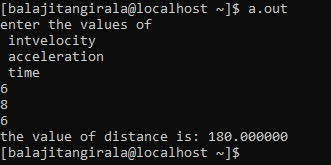 [balajitangirala@localhost ~]$ a.out
enter the values of
 intvelocity
 acceleration
 time
6
8
6
the value of distance is: 180.000000
[balajitangirala@localhost ~]$